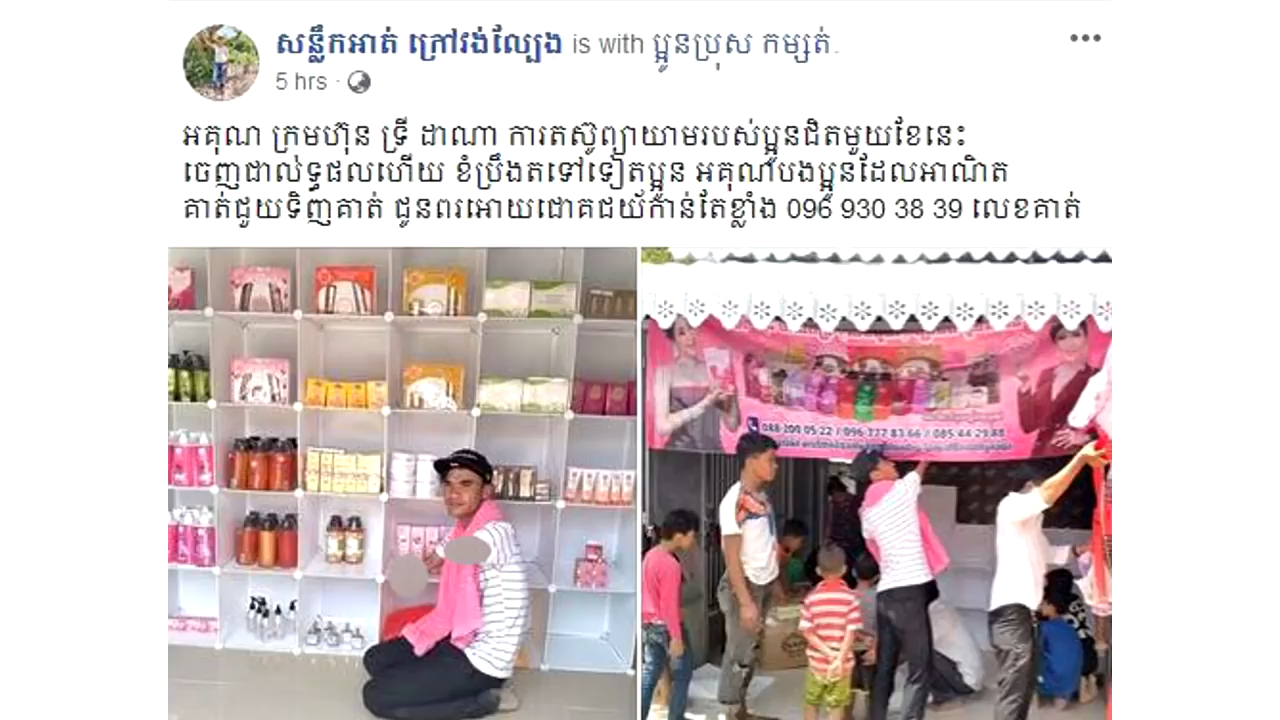 សន្លឹកអាត់ ក្រៅវង់ល្បែង is with ប្អូនប្រុស កម្សត់.
5 hrs ·
អគុណ ក្រុមហ៊ុន ទ្រី ដាណា ការតស៊ូព្យាយាមរបស់ប្អូនជិតមួយខែនេះ
ចេញជាលទ្ធផលហើយ ខំប្រឹងតទៅទៀតប្អូន អគុណបងប្អូនដែលអាណិត
គាត់ជួយទិញគាត់ ជូនពរអោយជោគជយ័កាន់តែខ្លាំង 096 930 38 39 លេខគាត់
088 200 05 22 / 096 777 83 66 / 085 44 29 88